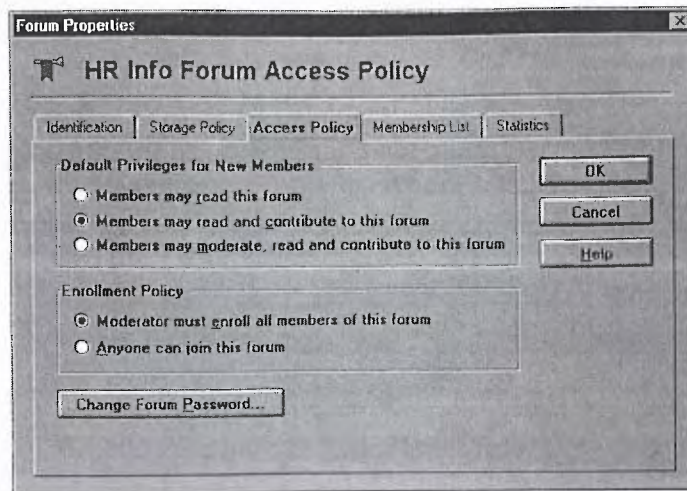 Forum Properties
HR Info Forum Access Policy
Identification Storage Policy Access Policy Membership List Statistics
Default Privileges for New Members
Members may read this forum
Members may read and contribute to this forum
Members may moderate, read and contribute to this forum
OK
Cancel
Help
Enrollment Policy
Moderator must enroll all members of this forum
Anyone can join this forum
Change Forum Password...